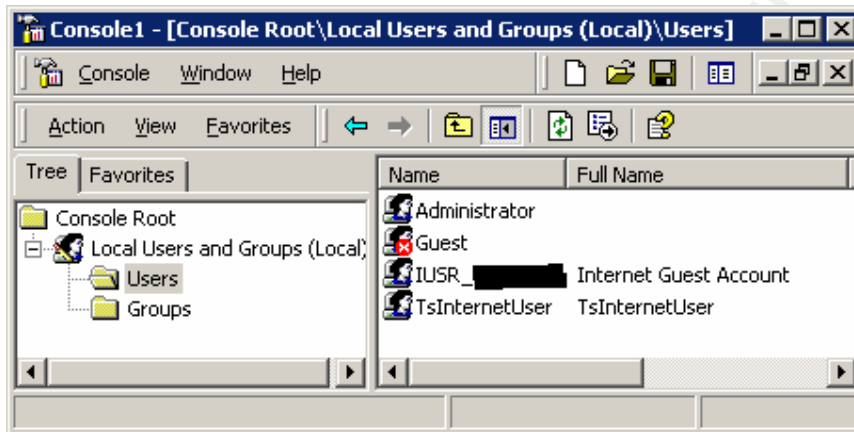 Console1 - [Console Root\Local Users and Groups (Local)\Users]
Console Window Help
Action View Favorites
Tree Favorites
Name Full Name
Console Root
Local Users and Groups (Local)
Users
Groups
Administrator
Guest
IUSR_ Internet Guest Account
TsInternetUser TsInternetUser